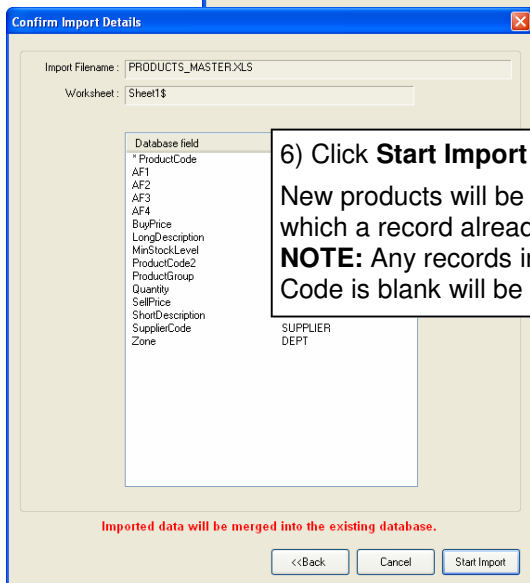 Confirm Import Details
Import Filename : PRODUCTS_MASTER.XLS
Worksheet : Sheet1$
Database field
* ProductCode
AF1
AF2
AF3
AF4
BuyPrice
LongDescription
MinStockLevel
ProductCode2
ProductGroup
Quantity
SellPrice
ShortDescription
SupplierCode SUPPLIER
Zone DEPT
6) Click Start Import
New products will be
which a record alread
NOTE: Any records in
Code is blank will be
Imported data will be merged into the existing database.
<<Back Cancel Start Import